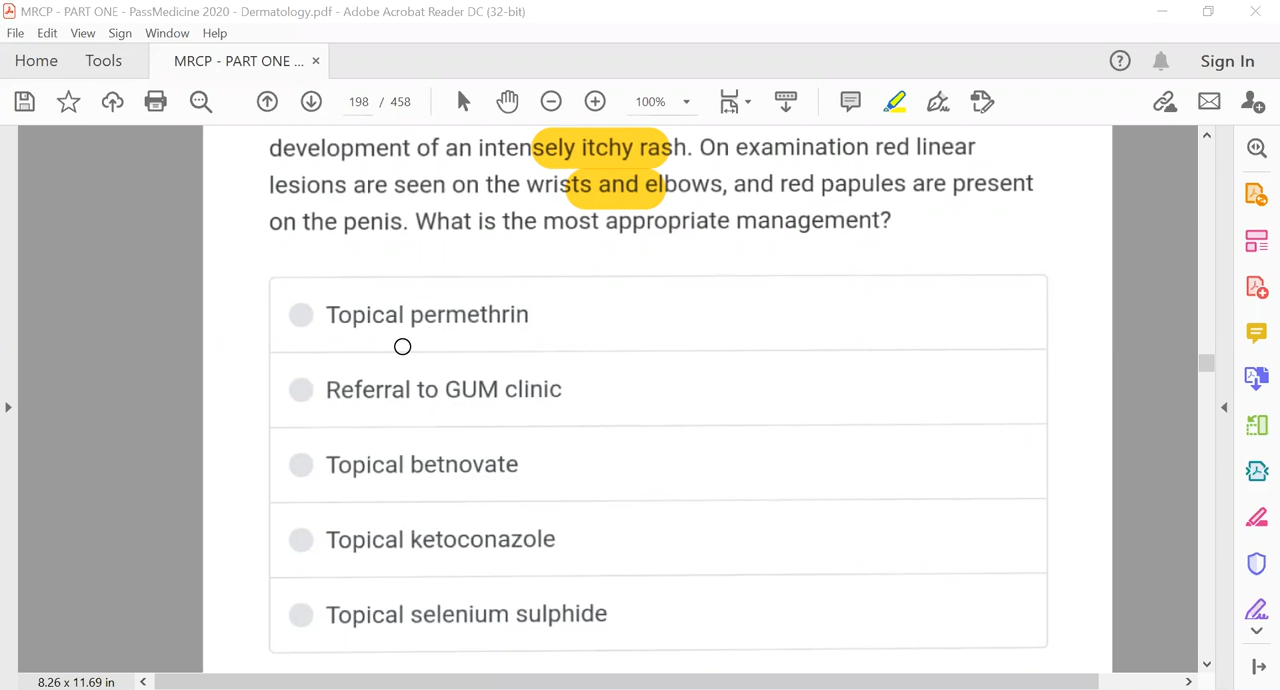 MRCP - PART ONE - PassMedicine 2020 - Dermatology.pdf - Adobe Acrobat Reader DC (32-bit)
File Edit View Sign Window Help
Home Tools MRCP - PART ONE ... × Sign In
198 / 458 100%
development of an intensely itchy rash. On examination red linear
lesions are seen on the wrists and elbows, and red papules are present
on the penis. What is the most appropriate management?
Topical permethrin
Referral to GUM clinic
Topical betnovate
Topical ketoconazole
Topical selenium sulphide
8.26 x 11.69 in